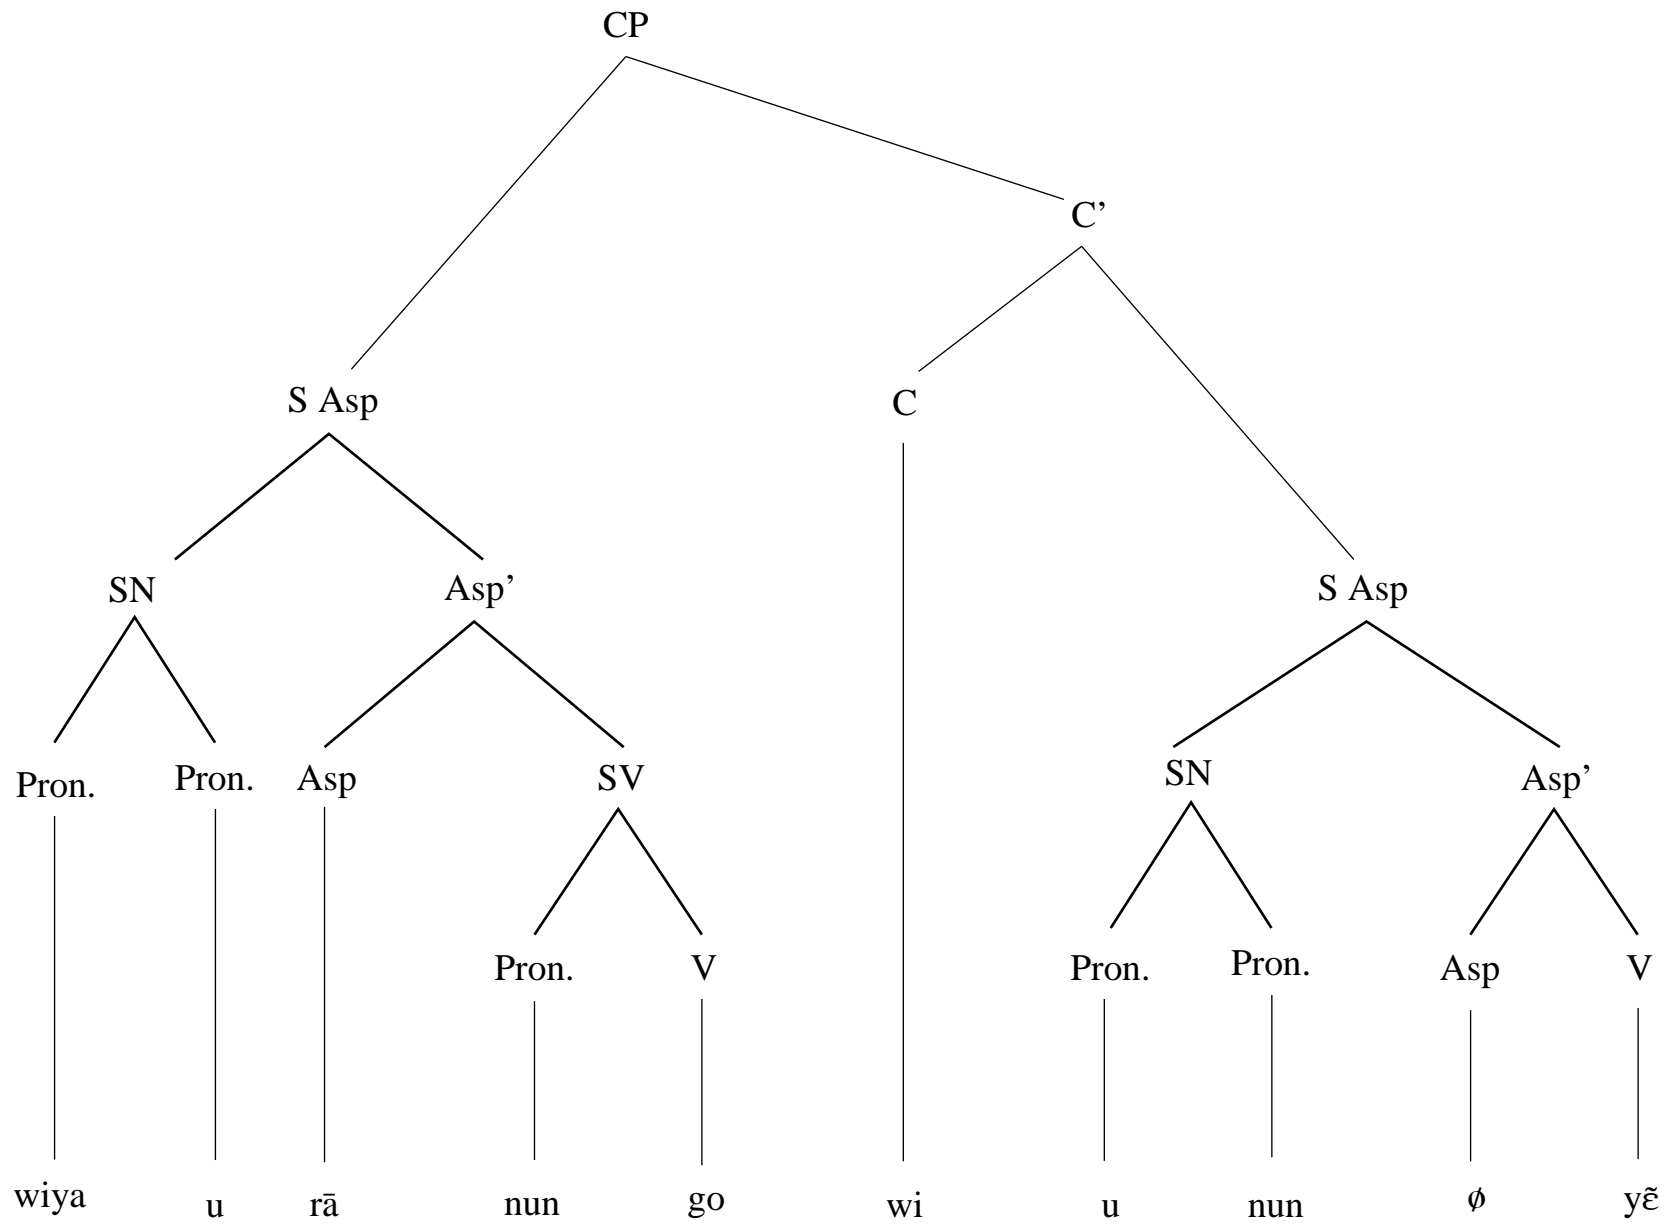 CP
C’
S Asp C
SN Asp’ S Asp
Pron. Pron. Asp SV SN Asp’
Pron. V Pron. Pron. Asp V
wiya u rā nun go wi u nun ϕ yɛ̃